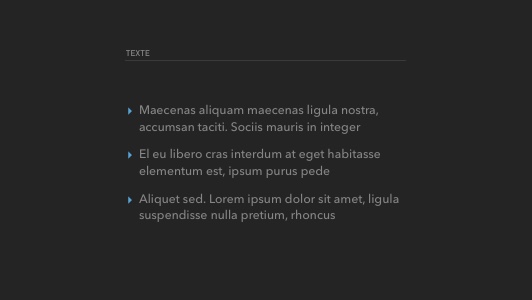 TEXTE
Maecenas aliquam maecenas ligula nostra,
accumsan taciti. Sociis mauris in integer
El eu libero cras interdum at eget habitasse
elementum est, ipsum purus pede
Aliquet sed. Lorem ipsum dolor sit amet, ligula
suspendisse nulla pretium, rhoncus